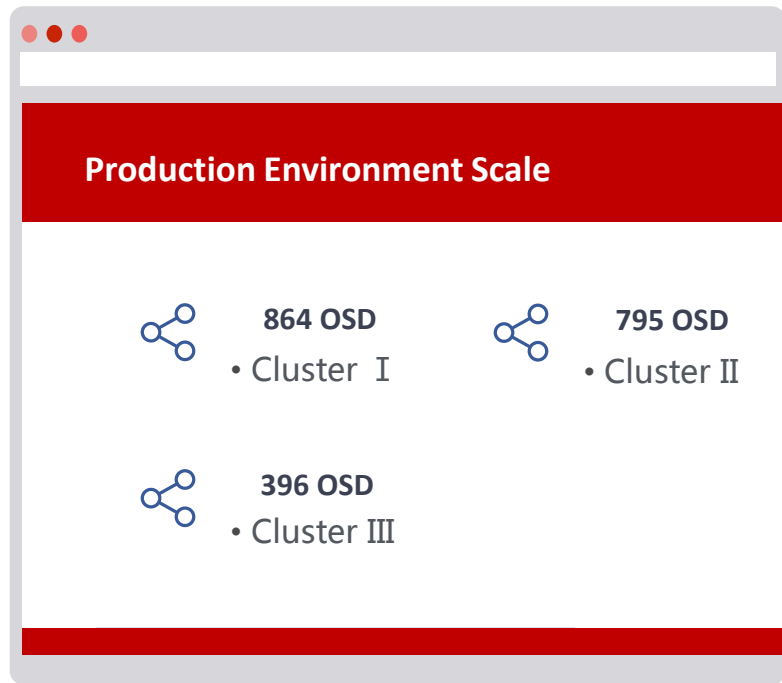 Production Environment Scale
864 OSD
• Cluster Ⅰ
795 OSD
• Cluster Ⅱ
396 OSD
• Cluster Ⅲ